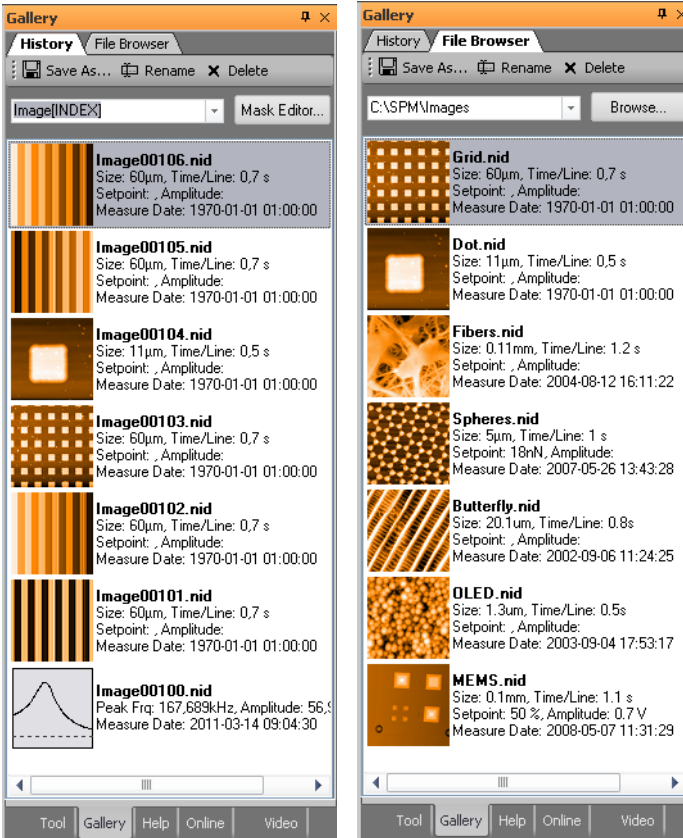 Gallery
History File Browser
Save As... Rename Delete
Image[INDEX] Mask Editor...
Image00106.nid
Size: 60µm, Time/Line: 0,7 s
Setpoint: , Amplitude:
Measure Date: 1970-01-01 01:00:00
Image00105.nid
Size: 60µm, Time/Line: 0,7 s
Setpoint: , Amplitude:
Measure Date: 1970-01-01 01:00:00
Image00104.nid
Size: 11µm, Time/Line: 0,5 s
Setpoint: , Amplitude:
Measure Date: 1970-01-01 01:00:00
Image00103.nid
Size: 60µm, Time/Line: 0,7 s
Setpoint: , Amplitude:
Measure Date: 1970-01-01 01:00:00
Image00102.nid
Size: 60µm, Time/Line: 0,7 s
Setpoint: , Amplitude:
Measure Date: 1970-01-01 01:00:00
Image00101.nid
Size: 60µm, Time/Line: 0,7 s
Setpoint: , Amplitude:
Measure Date: 1970-01-01 01:00:00
Image00100.nid
Peak Frq: 167,689kHz, Amplitude: 56,
Measure Date: 2011-03-14 09:04:30
Tool Gallery Help Online Video
Gallery
History File Browser
Save As... Rename Delete
C:\SPM\Images Browse...
Grid.nid
Size: 60µm, Time/Line: 0,7 s
Setpoint: , Amplitude:
Measure Date: 1970-01-01 01:00:00
Dot.nid
Size: 11µm, Time/Line: 0,5 s
Setpoint: , Amplitude:
Measure Date: 1970-01-01 01:00:00
Fibers.nid
Size: 0.11mm, Time/Line: 1.2 s
Setpoint: , Amplitude:
Measure Date: 2004-08-12 16:11:22
Spheres.nid
Size: 5µm, Time/Line: 1 s
Setpoint: 18nN, Amplitude:
Measure Date: 2007-05-26 13:43:28
Butterfly.nid
Size: 20.1um, Time/Line: 0.8s
Setpoint: , Amplitude:
Measure Date: 2002-09-06 11:24:25
OLED.nid
Size: 1.3um, Time/Line: 0.5s
Setpoint: , Amplitude:
Measure Date: 2003-09-04 17:53:17
MEMS.nid
Size: 0.1mm, Time/Line: 1.1 s
Setpoint: 50 %, Amplitude: 0.7 V
Measure Date: 2008-05-07 11:31:29
Tool Gallery Help Online Video